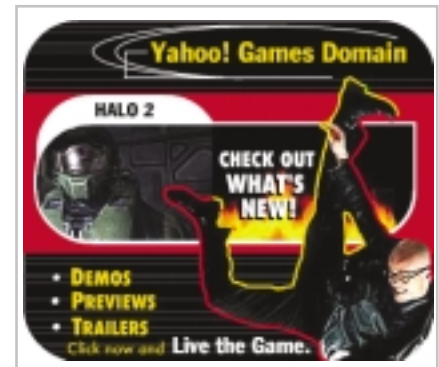 Yahoo! Games Domain
HALO 2
CHECK OUT
WHAT'S
NEW!
• DEMOS
• PREVIEWS
• TRAILERS
Click now and Live the Game.